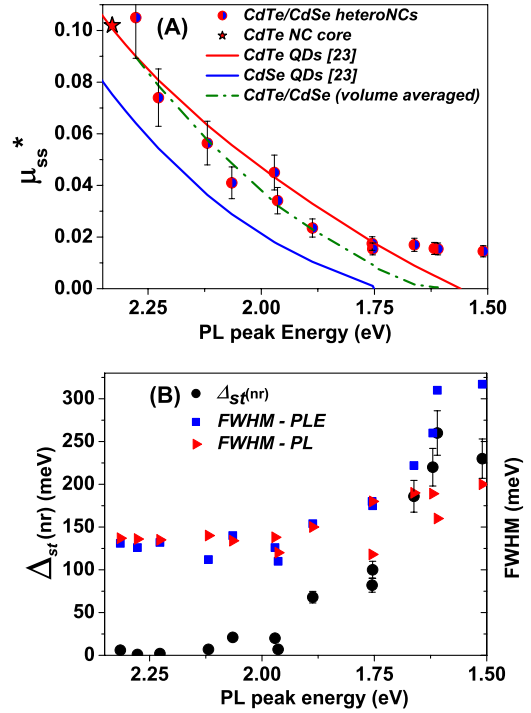 (A)
CdTe/CdSe heteroNCs
CdTe NC core
CdTe QDs [23]
CdSe QDs [23]
CdTe/CdSe (volume averaged)
μss*
0.10
0.08
0.06
0.04
0.02
0.00
2.25 2.00 1.75 1.50
PL peak Energy (eV)
(B)
Δst(nr)
FWHM - PLE
FWHM - PL
Δst (nr) (meV)
FWHM (meV)
300
250
200
150
100
50
0
2.25 2.00 1.75 1.50
PL peak energy (eV)